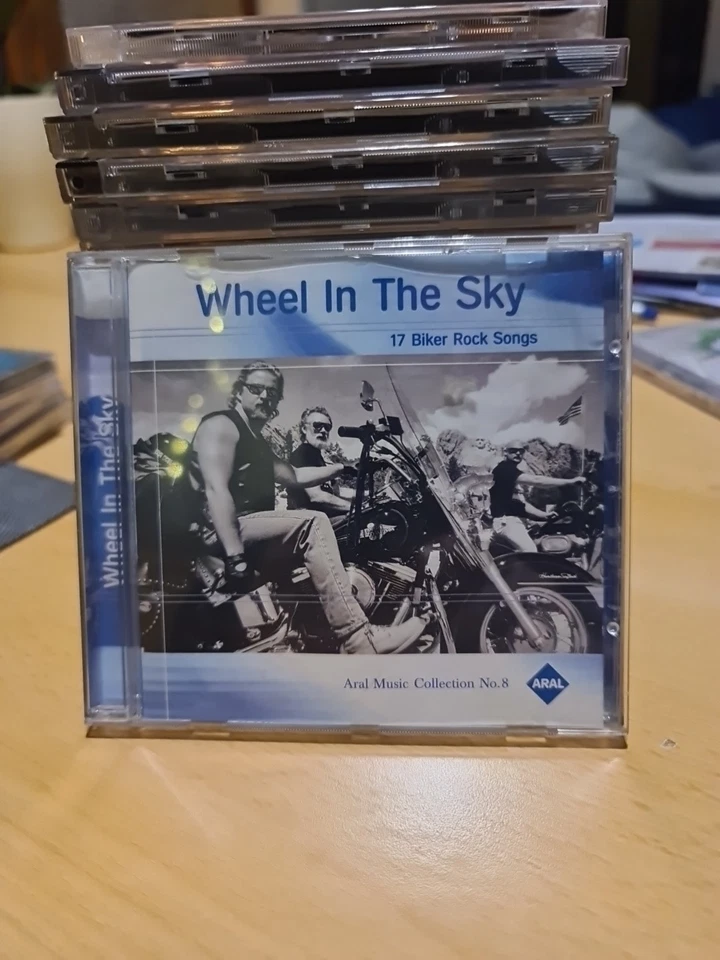 Wheel In The Sky
17 Biker Rock Songs
Wheel In The Sky
Aral Music Collection No.8
ARAL